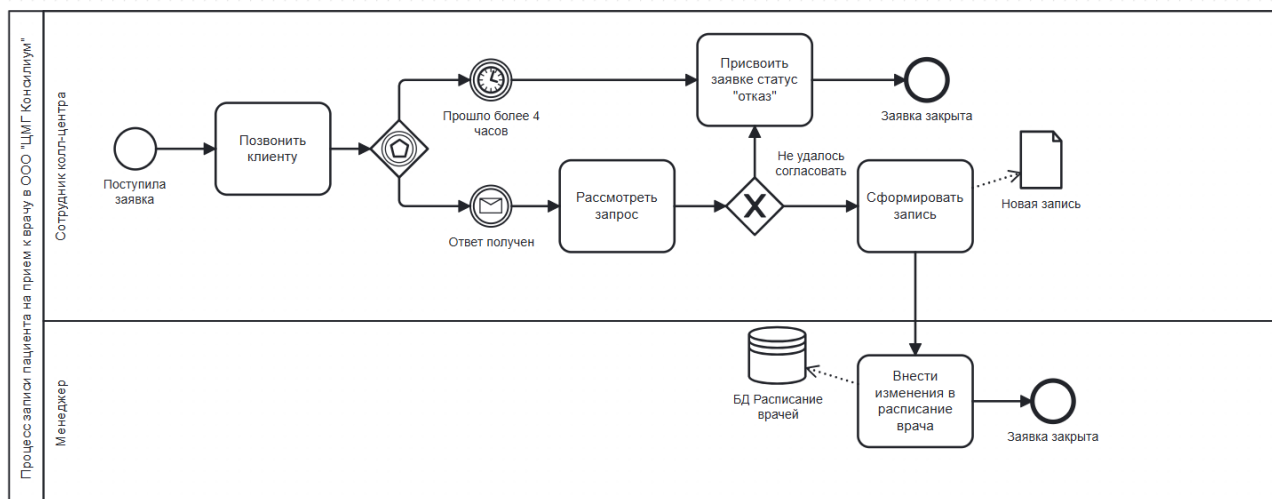 Процесс записи пациента на прием к врачу в ООО "ЦМГ Консилиум"
Сотрудник колл-центра
Поступила
заявка
Позвонить
клиенту
Прошло более 4
часов
Ответ получен
Рассмотреть
запрос
Присвоить
заявке статус
"отказ"
Заявка закрыта
Не удалось
согласовать
Сформировать
запись
Новая запись
Менеджер
БД Расписание
врачей
Внести
изменения в
расписание
врача
Заявка закрыта